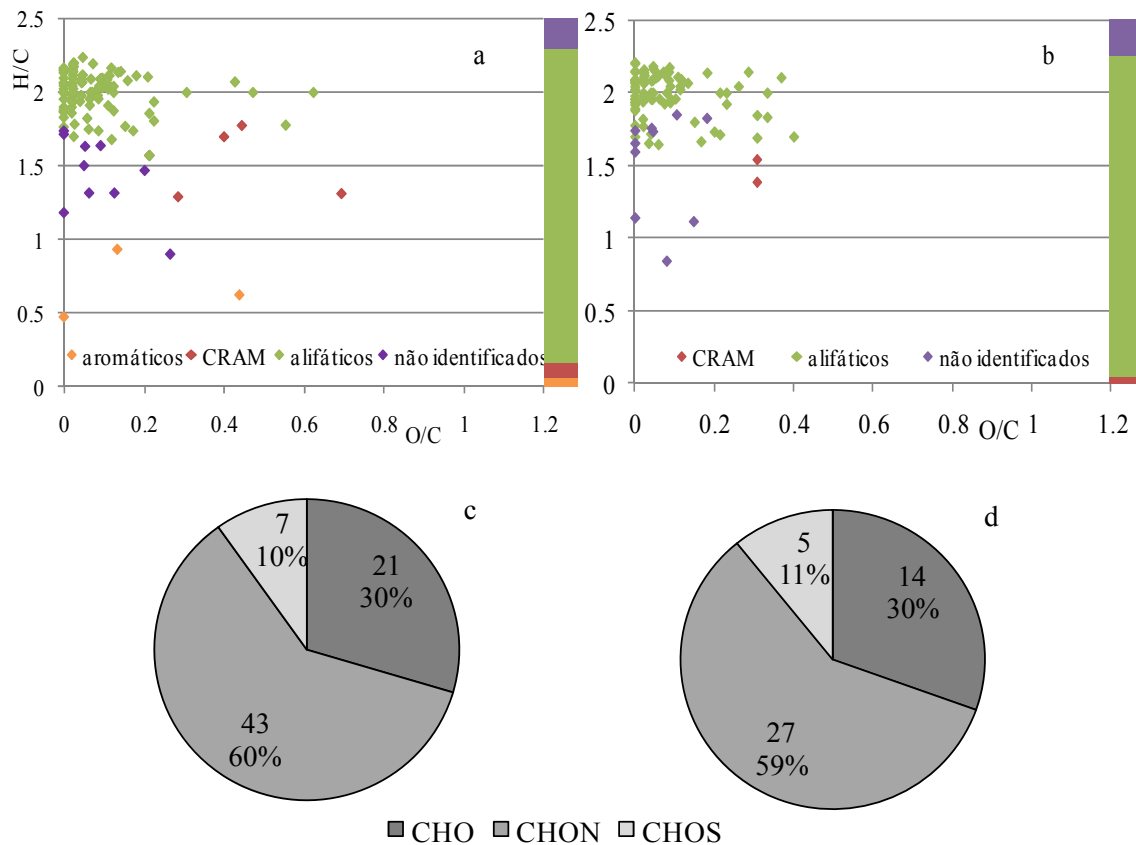 2.5
H/C
a
2
1.5
1
0.5
aromáticos CRAM alifáticos não identificados
0
0 0.2 0.4 0.6 0.8 1 1.2
O/C
2.5
b
2
1.5
1
0.5
CRAM alifáticos não identificados
0
0 0.2 0.4 0.6 0.8 1 1.2
O/C
c
7
10%
21
30%
43
60%
d
5
11%
14
30%
27
59%
CHO CHON CHOS